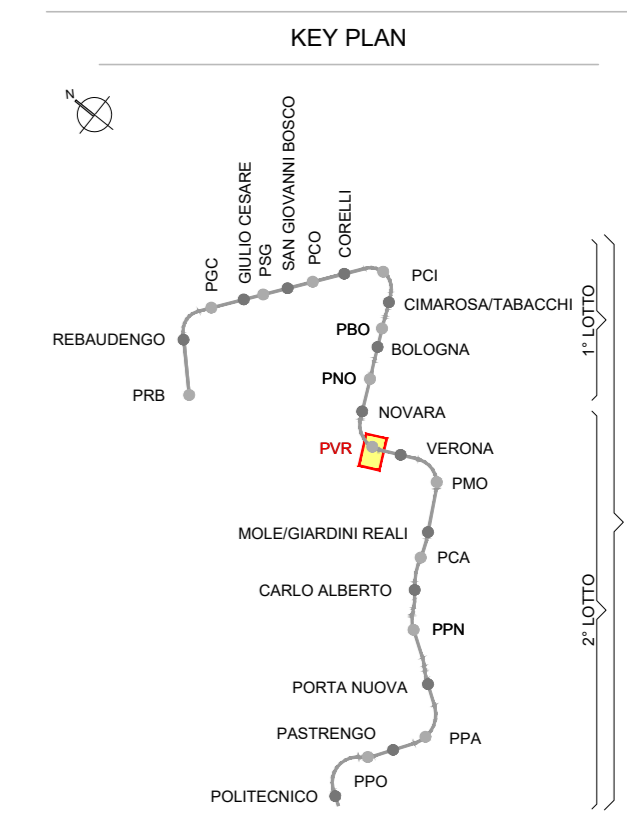 KEY PLAN
N
PGC
GIULIO CESARE
PSG
SAN GIOVANNI BOSCO
PCO
CORELLI
PCI
CIMAROSA/TABACCHI
PBO
BOLOGNA
REBAUDENGO
PNO
PRB
NOVARA
1° LOTTO
PVR
VERONA
PMO
MOLE/GIARDINI REALI
PCA
CARLO ALBERTO
PPN
2° LOTTO
PORTA NUOVA
PASTRENGO
PPA
PPO
POLITECNICO